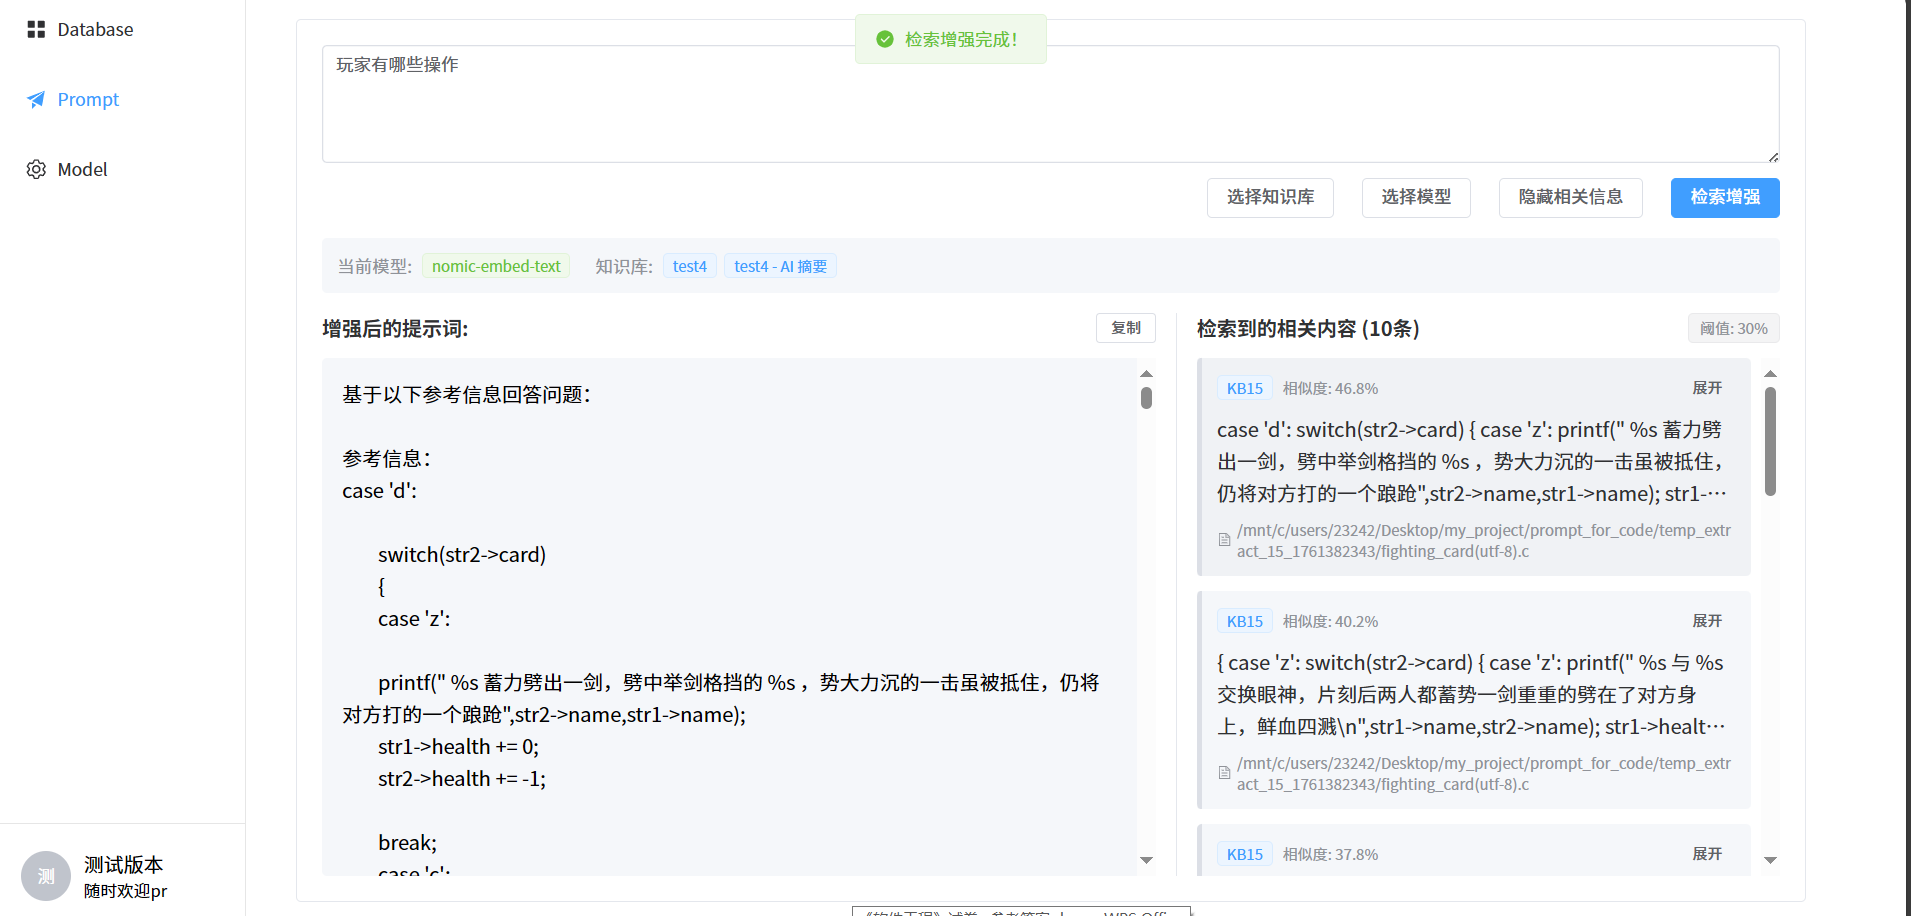 Database
Prompt
Model
测
测试版本
随时欢迎pr
检索增强完成！
玩家有哪些操作
选择知识库
选择模型
隐藏相关信息
检索增强
当前模型: nomic-embed-text 知识库: test4 test4 - AI 摘要
增强后的提示词:
复制
基于以下参考信息回答问题：
参考信息：
case 'd':
switch(str2->card)
{
case 'z':
printf(" %s 蓄力劈出一剑，劈中举剑格挡的 %s ，势大力沉的一击虽被抵住，仍将
对方打的一个踉跄",str2->name,str1->name);
str1->health += 0;
str2->health += -1;
break;
case 'c':
检索到的相关内容 (10条)
阈值: 30%
KB15 相似度: 46.8% 展开
case 'd': switch(str2->card) { case 'z': printf(" %s 蓄力劈
出一剑，劈中举剑格挡的 %s ，势大力沉的一击虽被抵住，
仍将对方打的一个踉跄",str2->name,str1->name); str1-…
/mnt/c/users/23242/Desktop/my_project/prompt_for_code/temp_extr
act_15_1761382343/fighting_card(utf-8).c
KB15 相似度: 40.2% 展开
{ case 'z': switch(str2->card) { case 'z': printf(" %s 与 %s
交换眼神，片刻后两人都蓄势一剑重重的劈在了对方身
上，鲜血四溅\n",str1->name,str2->name); str1->healt…
/mnt/c/users/23242/Desktop/my_project/prompt_for_code/temp_extr
act_15_1761382343/fighting_card(utf-8).c
KB15 相似度: 37.8% 展开